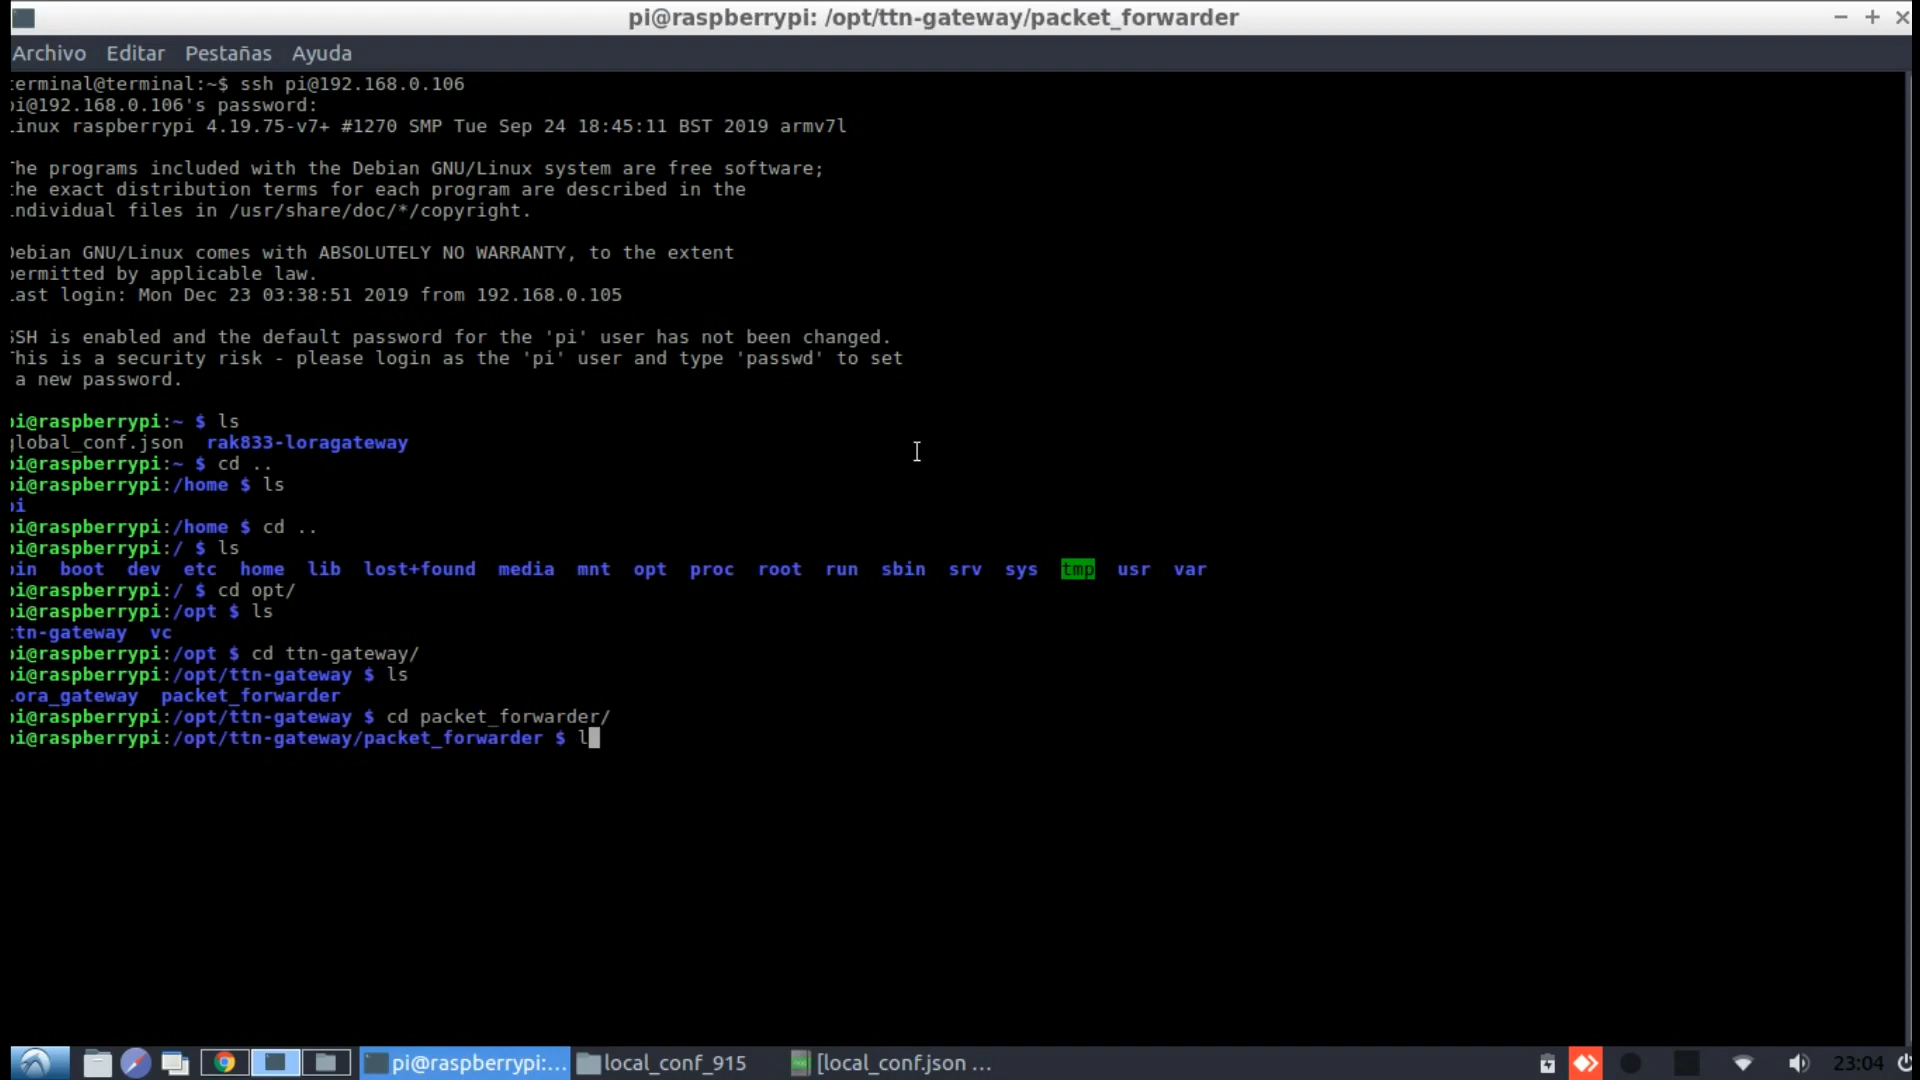 pi@raspberrypi: /opt/ttn-gateway/packet_forwarder
Archivo Editar Pestañas Ayuda
erminal@terminal:~$ ssh pi@192.168.0.106
pi@192.168.0.106's password:
Linux raspberrypi 4.19.75-v7+ #1270 SMP Tue Sep 24 18:45:11 BST 2019 armv7l
The programs included with the Debian GNU/Linux system are free software;
the exact distribution terms for each program are described in the
individual files in /usr/share/doc/*/copyright.
Debian GNU/Linux comes with ABSOLUTELY NO WARRANTY, to the extent
permitted by applicable law.
Last login: Mon Dec 23 03:38:51 2019 from 192.168.0.105
SSH is enabled and the default password for the 'pi' user has not been changed.
This is a security risk - please login as the 'pi' user and type 'passwd' to set
a new password.
pi@raspberrypi:~ $ ls
global_conf.json rak833-loragateway
pi@raspberrypi:~ $ cd ..
pi@raspberrypi:/home $ ls
pi
pi@raspberrypi:/home $ cd ..
pi@raspberrypi:/ $ ls
bin boot dev etc home lib lost+found media mnt opt proc root run sbin srv sys tmp usr var
pi@raspberrypi:/ $ cd opt/
pi@raspberrypi:/opt $ ls
ttn-gateway vc
pi@raspberrypi:/opt $ cd ttn-gateway/
pi@raspberrypi:/opt/ttn-gateway $ ls
lora_gateway packet_forwarder
pi@raspberrypi:/opt/ttn-gateway $ cd packet_forwarder/
pi@raspberrypi:/opt/ttn-gateway/packet_forwarder $ l
pi@raspberrypi:... local_conf_915 [local_conf.json ... 23:04